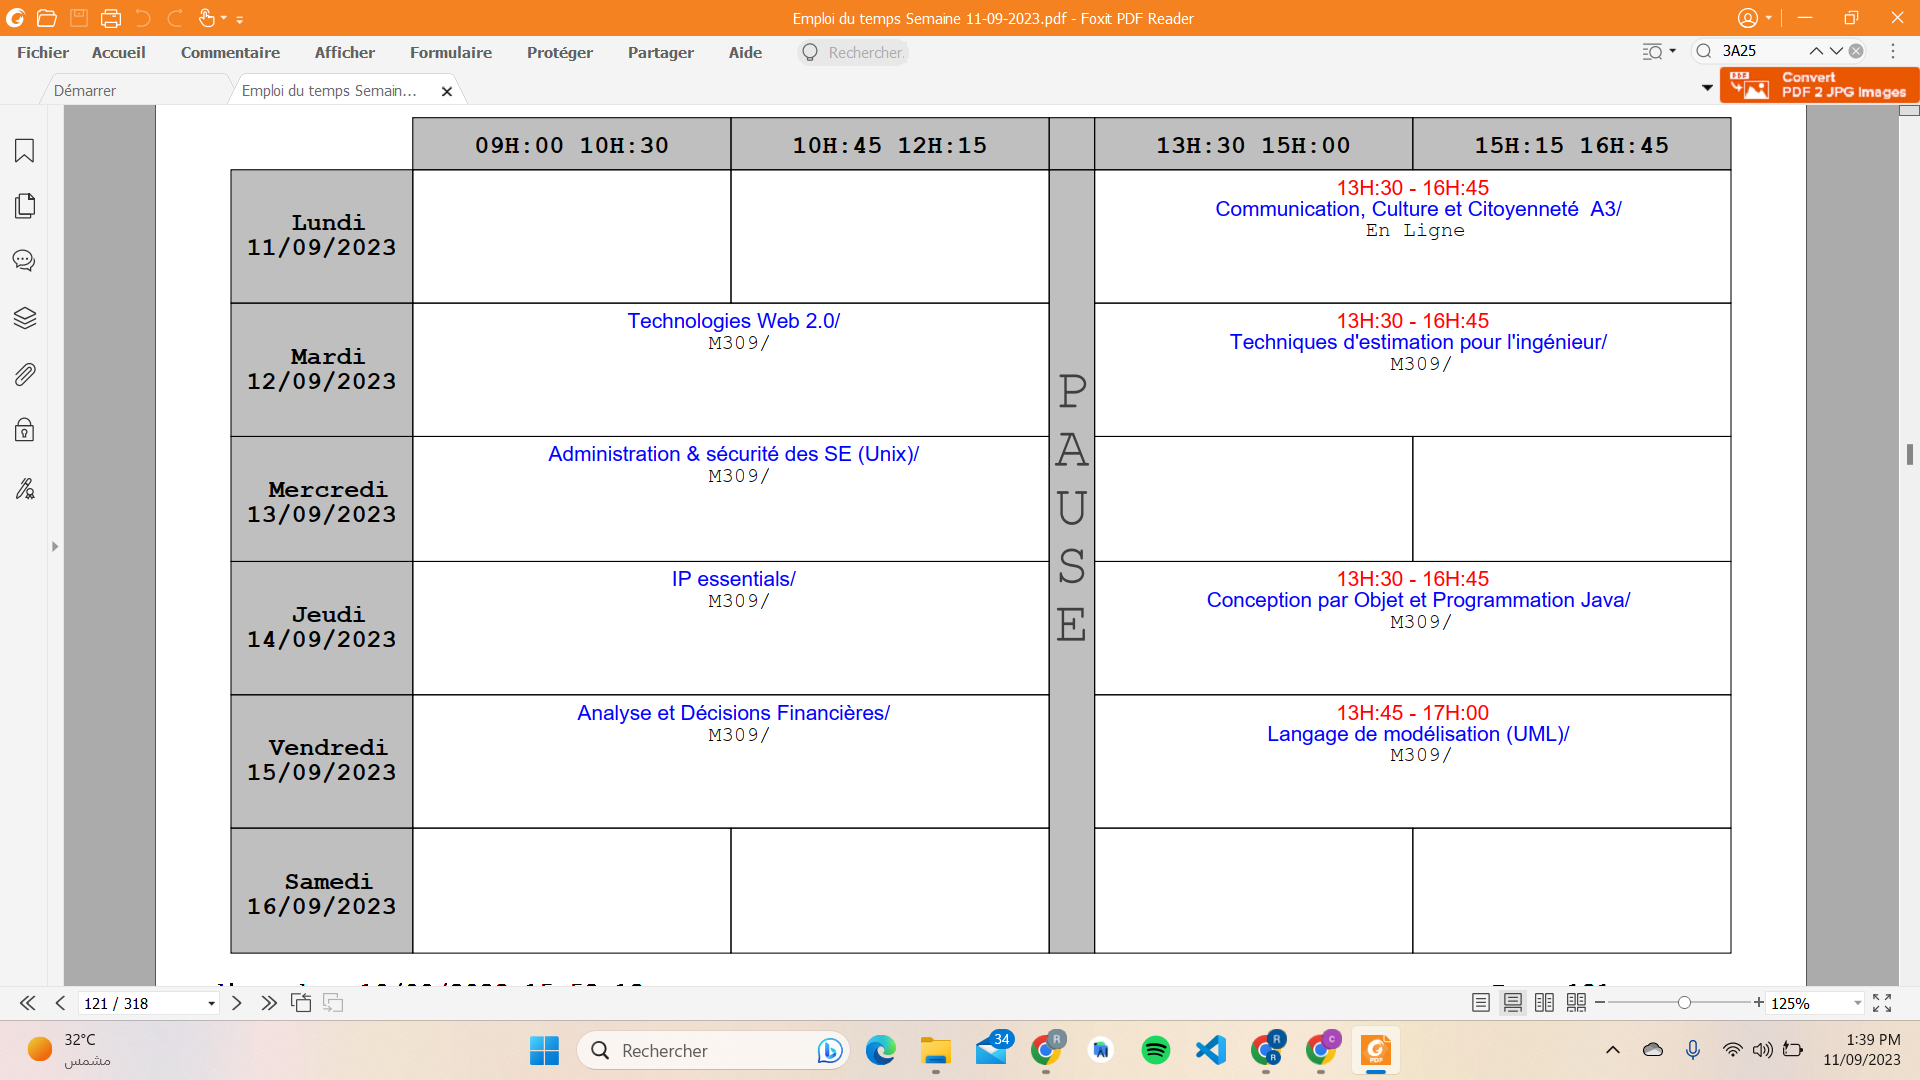 Emploi du temps Semaine 11-09-2023.pdf - Foxit PDF Reader
Fichier Accueil Commentaire Afficher Formulaire Protéger Partager Aide Rechercher. 3A25
Démarrer Emploi du temps Semain...
PDF Convert
PDF 2 JPG Images
09H:00 10H:30 10H:45 12H:15 13H:30 15H:00 15H:15 16H:45
Lundi
11/09/2023
13H:30 - 16H:45
Communication, Culture et Citoyenneté A3/
En Ligne
Mardi
12/09/2023
Technologies Web 2.0/
M309/
13H:30 - 16H:45
Techniques d'estimation pour l'ingénieur/
M309/
Mercredi
13/09/2023
Administration & sécurité des SE (Unix)/
M309/
Jeudi
14/09/2023
IP essentials/
M309/
13H:30 - 16H:45
Conception par Objet et Programmation Java/
M309/
Vendredi
15/09/2023
Analyse et Décisions Financières/
M309/
13H:45 - 17H:00
Langage de modélisation (UML)/
M309/
Samedi
16/09/2023
P
A
U
S
E
121 / 318
125%
32°C
مشمس
Rechercher
34
1:39 PM
11/09/2023